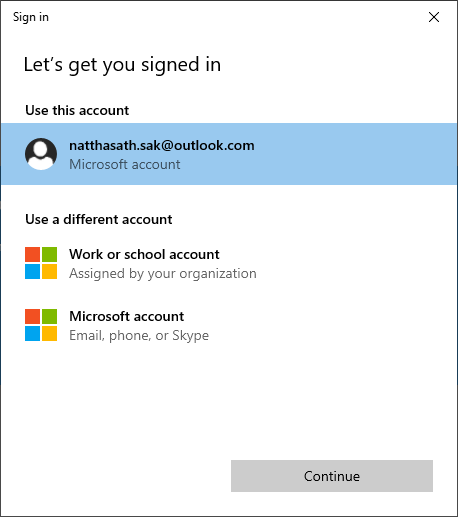 Sign in
Let's get you signed in
Use this account
natthasath.sak@outlook.com
Microsoft account
Use a different account
Work or school account
Assigned by your organization
Microsoft account
Email, phone, or Skype
Continue